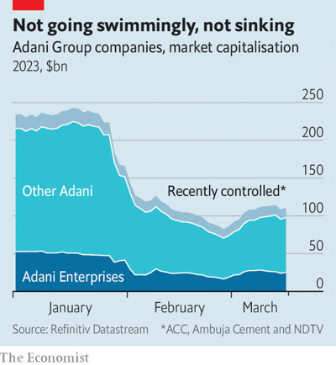 Not going swimmingly, not sinking
Adani Group companies, market capitalisation
2023, $bn
250
200
Recently controlled*
150
Other Adani
100
50
Adani Enterprises
0
January February March
Source: Refinitiv Datastream *ACC, Ambuja Cement and NDTV
The Economist